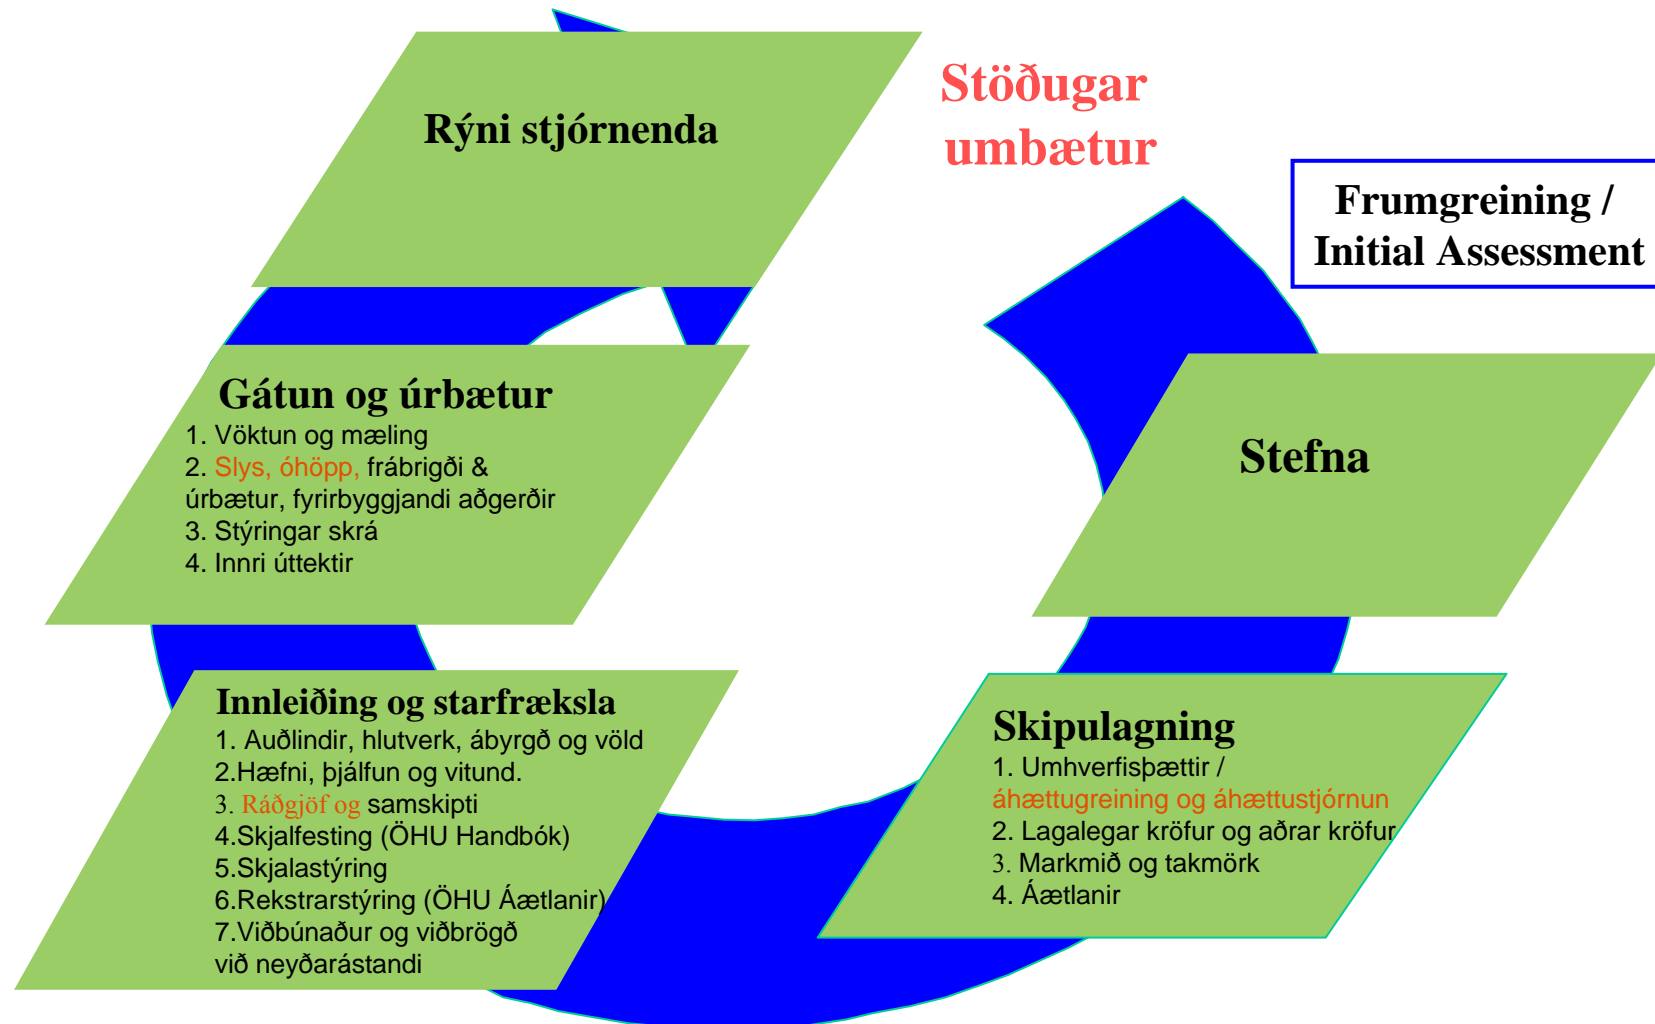 Rýni stjórnenda
Stöðugar
umbætur
Frumgreining /
Initial Assessment
Gátun og úrbætur
1. Vöktun og mæling
2. Slys, óhöpp, frábrigði &
úrbætur, fyrirbyggjandi aðgerðir
3. Stýringar skrá
4. Innri úttektir
Stefna
Innleiðing og starfræksla
1. Auðlindir, hlutverk, ábyrgð og völd
2.Hæfni, þjálfun og vitund.
3. Ráðgjöf og samskipti
4.Skjalfesting (ÖHU Handbók)
5.Skjalastýring
6.Rekstrarstýring (ÖHU Áætlanir)
7.Viðbúnaður og viðbrögð
við neyðarástandi
Skipulagning
1. Umhverfisþættir /
áhættugreining og áhættustjórnun
2. Lagalegar kröfur og aðrar kröfur
3. Markmið og takmörk
4. Áætlanir